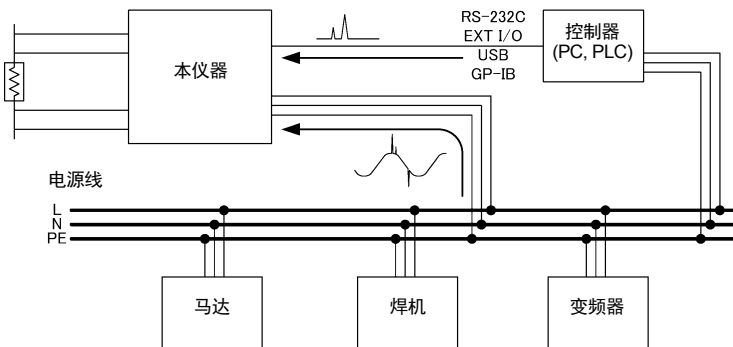 本仪器
RS-232C
EXT I/O
USB
GP-IB
控制器
(PC, PLC)
电源线
L
N
PE
马达
焊机
变频器